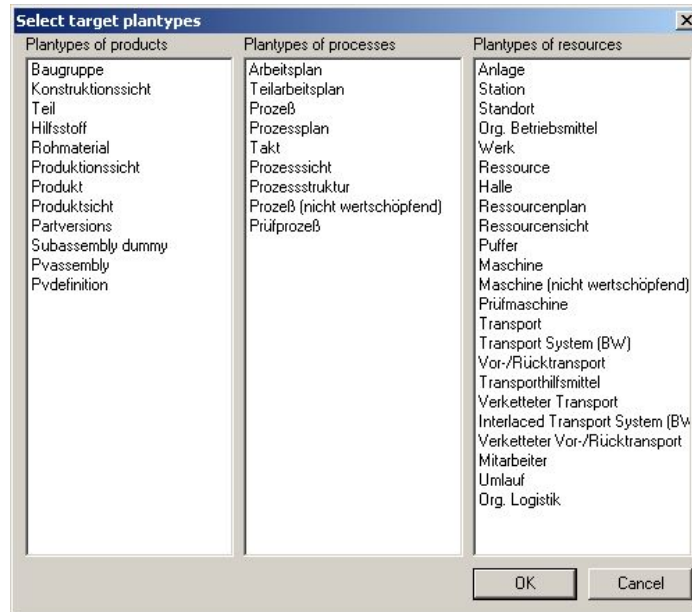 Select target plantypes
Plantypes of products
Baugruppe
Konstruktionssicht
Teil
Hilfsstoff
Rohmaterial
Produktionssicht
Produkt
Produktsicht
Partversions
Subassembly dummy
Pvassembly
Pvdefinition
Plantypes of processes
Arbeitsplan
Teilarbeitsplan
Prozeß
Prozessplan
Takt
Prozesssicht
Prozessstruktur
Prozeß (nicht wertschöpfend)
Prüfprozeß
Plantypes of resources
Anlage
Station
Standort
Org. Betriebsmittel
Werk
Ressource
Halle
Ressourcenplan
Ressourcensicht
Puffer
Maschine
Maschine (nicht wertschöpfend)
Prüfmaschine
Transport
Transport System (BW)
Vor-/Rücktransport
Transporthilfsmittel
Verketteter Transport
Interlaced Transport System (BW
Verketteter Vor-/Rücktransport
Mitarbeiter
Umlauf
Org. Logistik
OK
Cancel